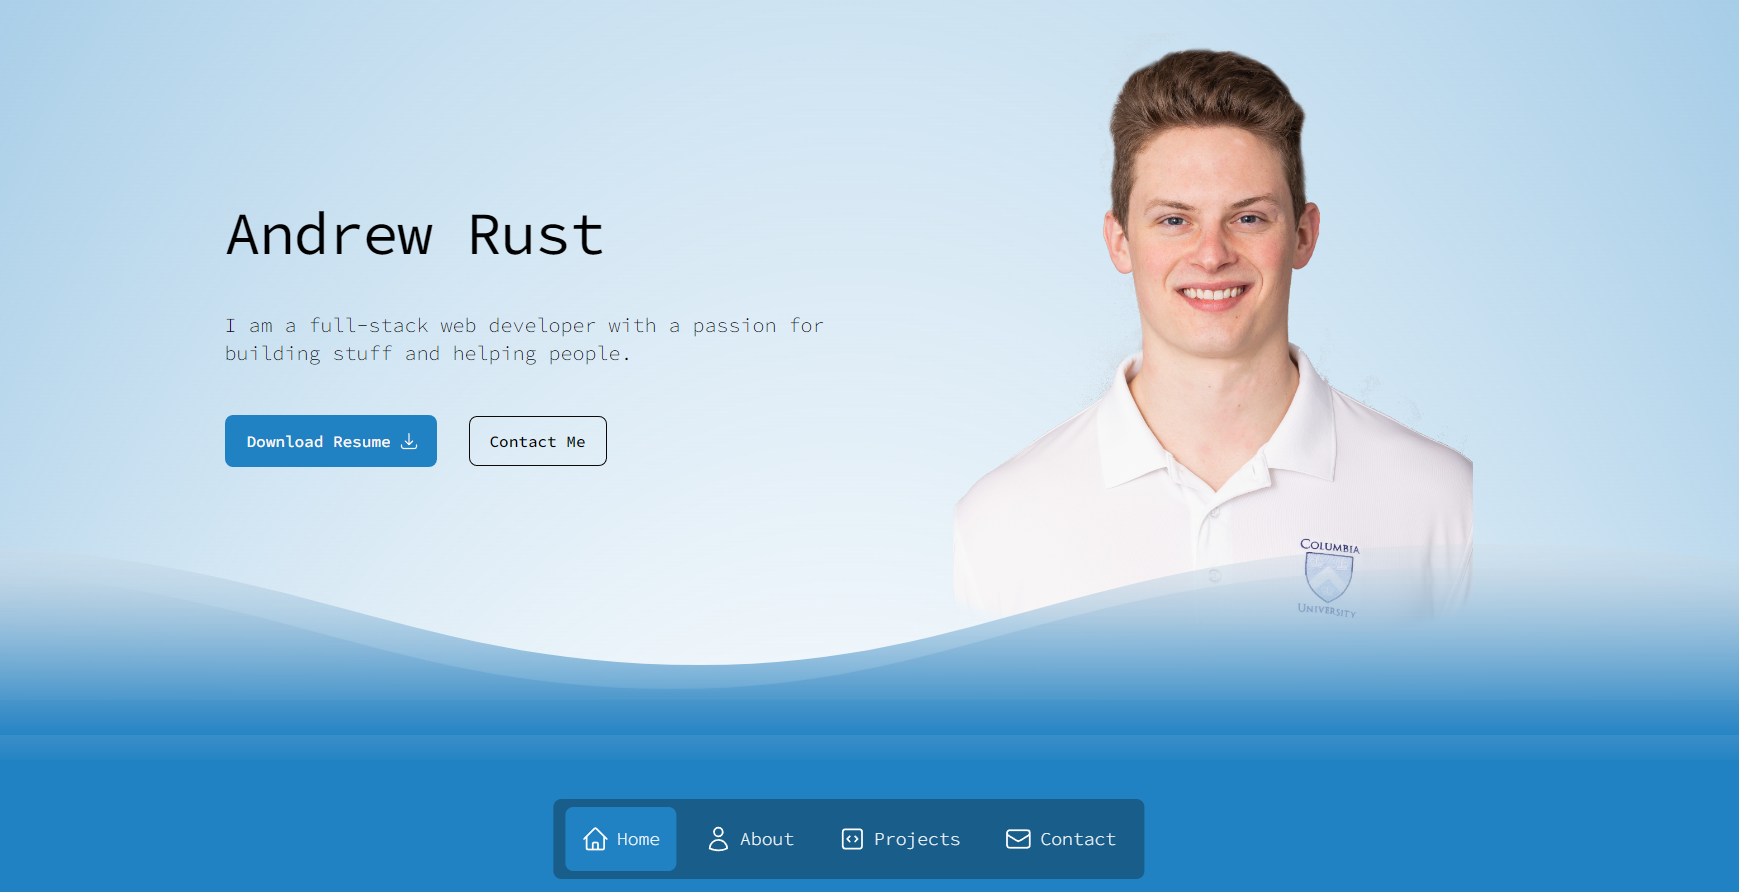 Andrew Rust
I am a full-stack web developer with a passion for
building stuff and helping people.
Download Resume
Contact Me
COLUMBIA
UNIVERSITY
Home
About
Projects
Contact